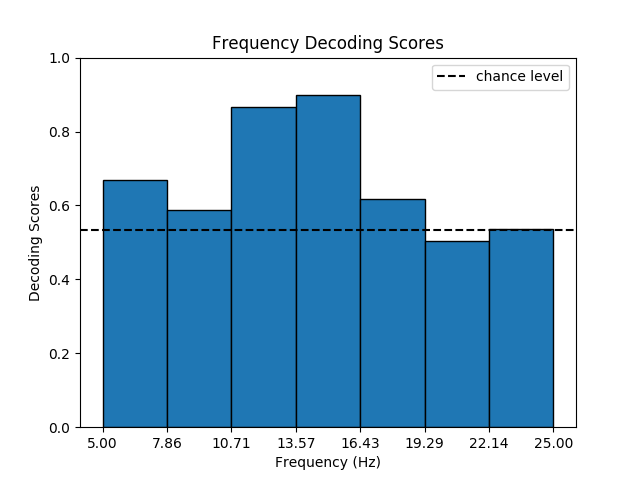 Frequency Decoding Scores
chance level
Decoding Scores
1.0
0.8
0.6
0.4
0.2
0.0
5.00 7.86 10.71 13.57 16.43 19.29 22.14 25.00
Frequency (Hz)